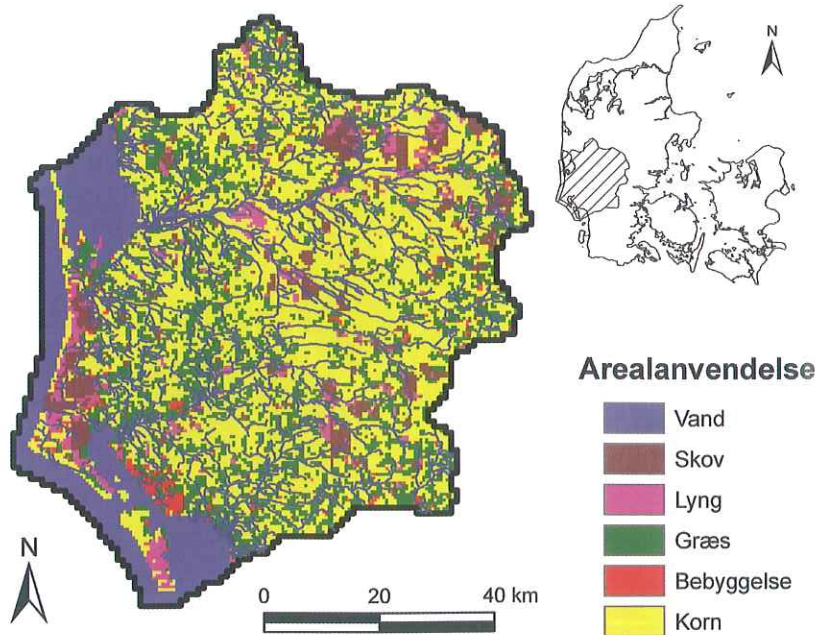 N
Arealanvendelse
Vand
Skov
Lyng
Græs
Bebyggelse
Korn
N
0 20 40 km